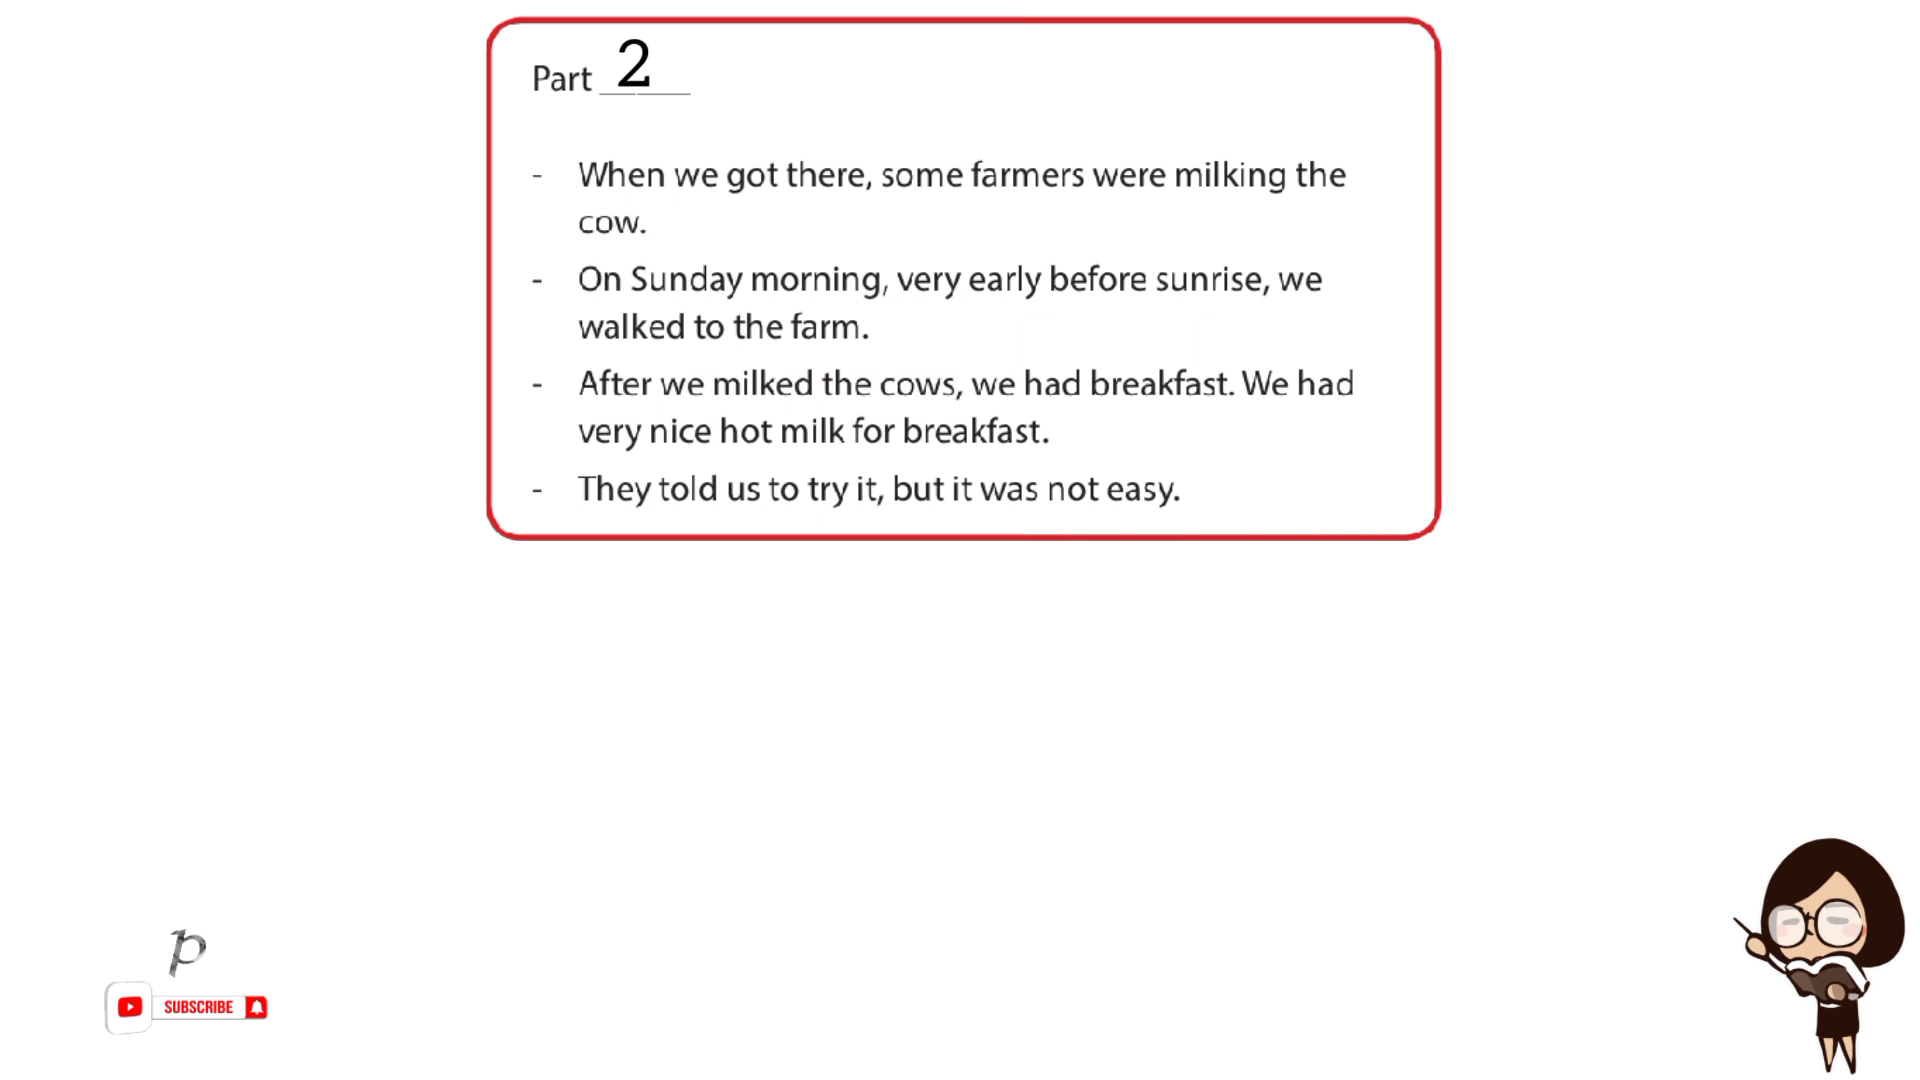 Part 2
- When we got there, some farmers were milking the
cow.
- On Sunday morning, very early before sunrise, we
walked to the farm.
- After we milked the cows, we had breakfast. We had
very nice hot milk for breakfast.
- They told us to try it, but it was not easy.
p
SUBSCRIBE